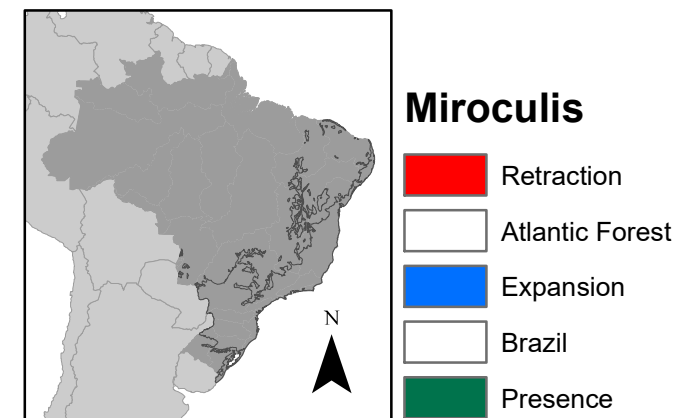 Miroculis
Retraction
Atlantic Forest
Expansion
Brazil
Presence
N